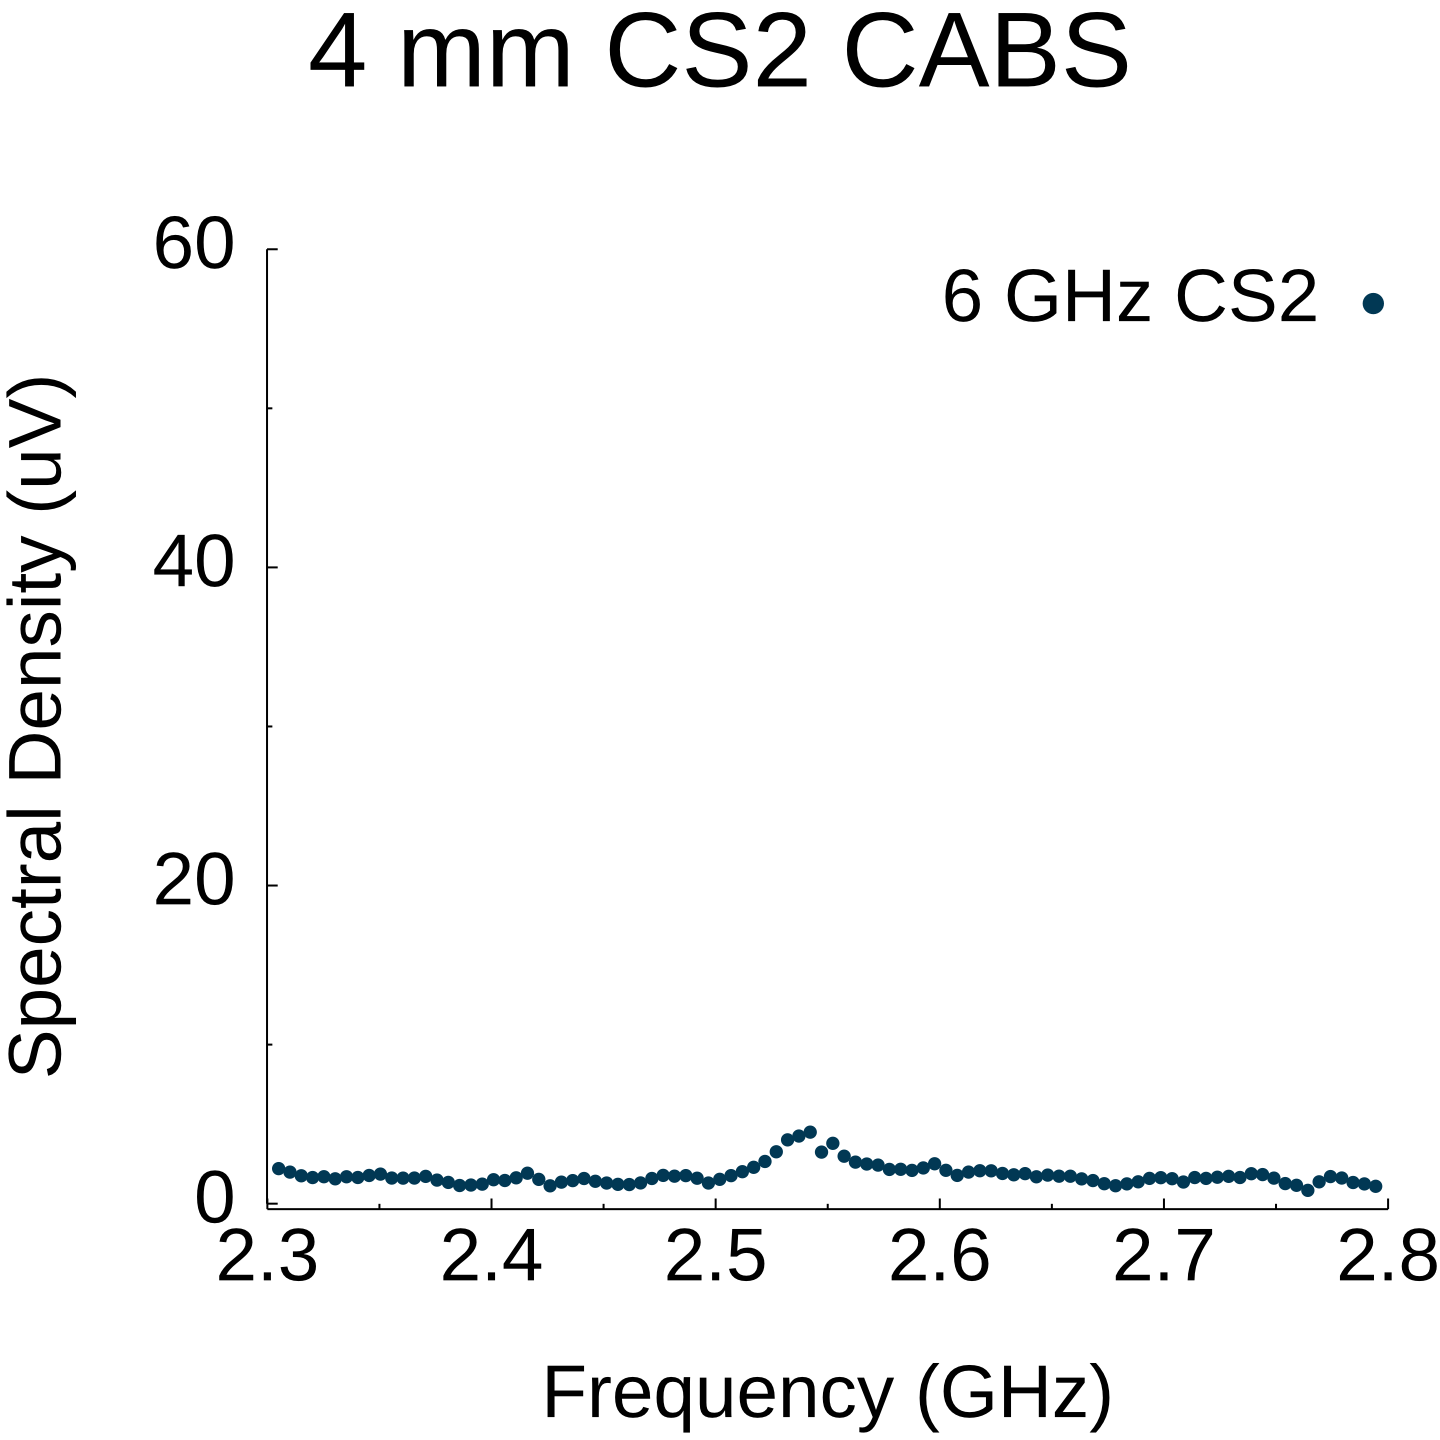 4 mm CS2 CABS
6 GHz CS2
Spectral Density (uV)
60
40
20
0
2.3 2.4 2.5 2.6 2.7 2.8
Frequency (GHz)